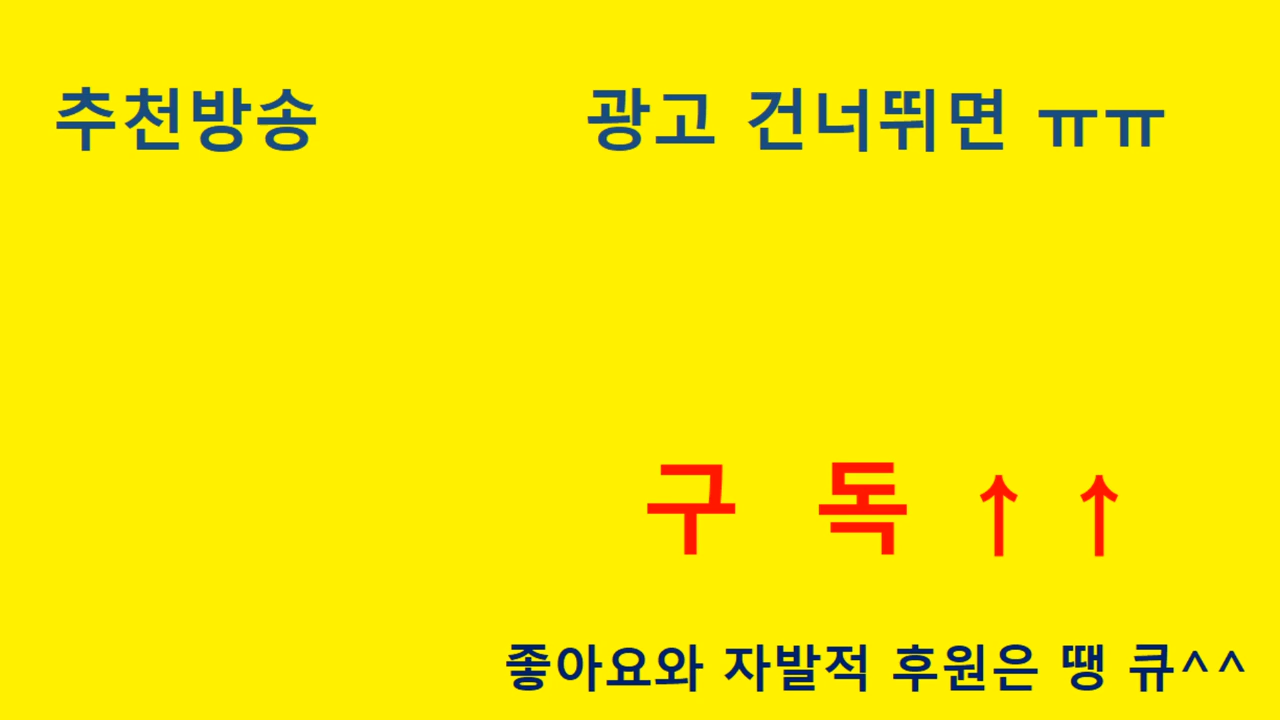 추천방송 광고 건너뛰면 ㅠㅠ
구 독 ↑ ↑
좋아요와 자발적 후원은 땡 큐^^